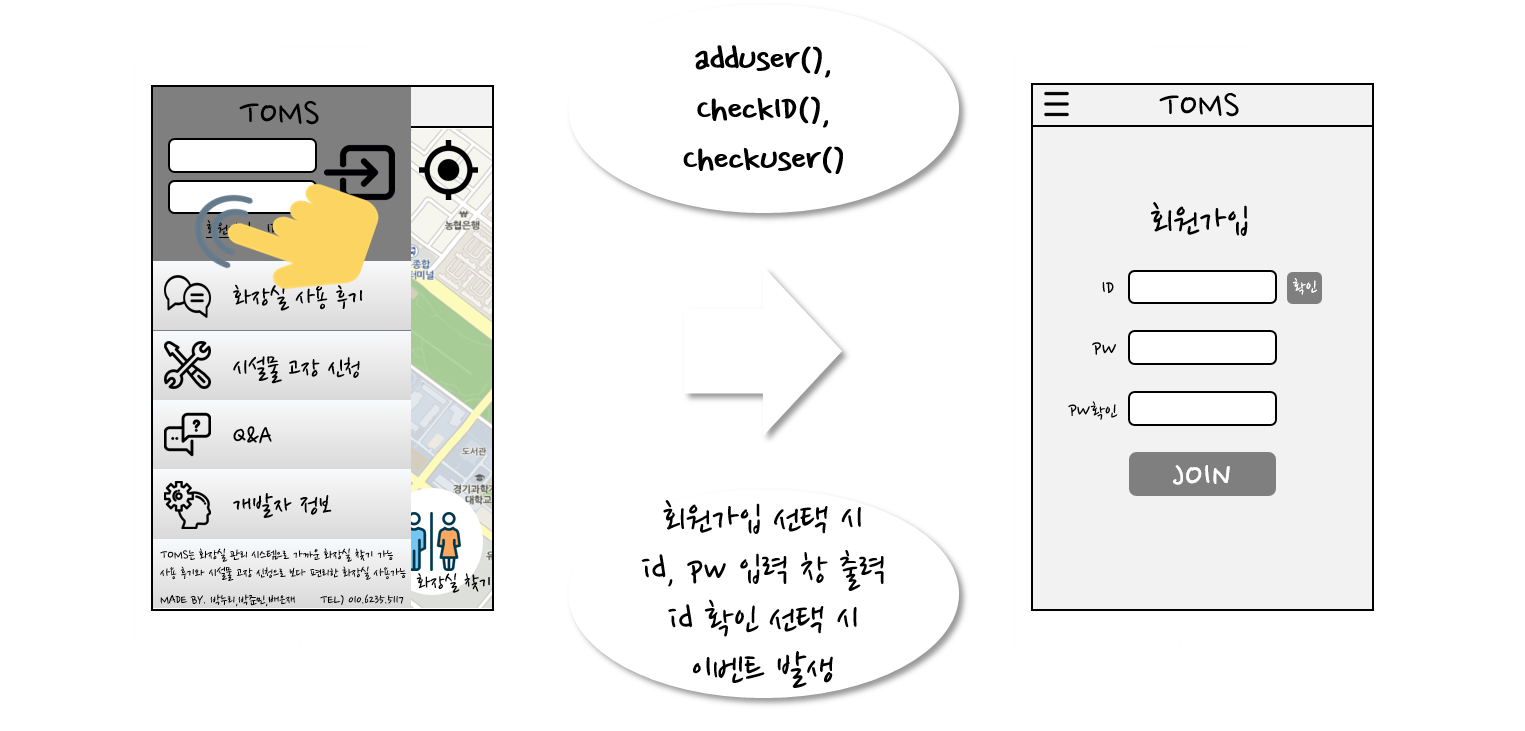 TOMS
화장실 사용 후기
시설물 고장 신청
Q&A
개발자 정보
TOMS는 화장실 관리 시스템으로 가까운 화장실 찾기 가능
사용 후기와 시설물 고장 신청으로 보다 편리한 화장실 사용가능
MADE BY. 박누리,박준민,배은재 TEL) 010.6235.5117
농협은행
종합
터미널
도서관
경기과학기
대학교
화장실 찾기
adduser(),
checkID(),
checkuser()
회원가입 선택 시
id, pw 입력 창 출력
id 확인 선택 시
이벤트 발생
TOMS
회원가입
ID
확인
PW
PW확인
JOIN